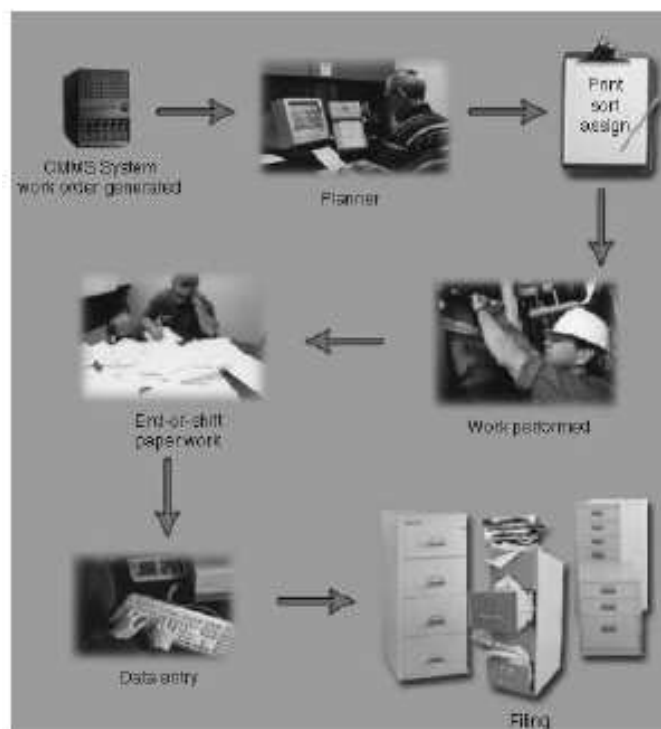 Print
sort
assign
CMMS System
work order generated
Planner
End-of-shift
paperwork
Work performed
Data entry
Filing